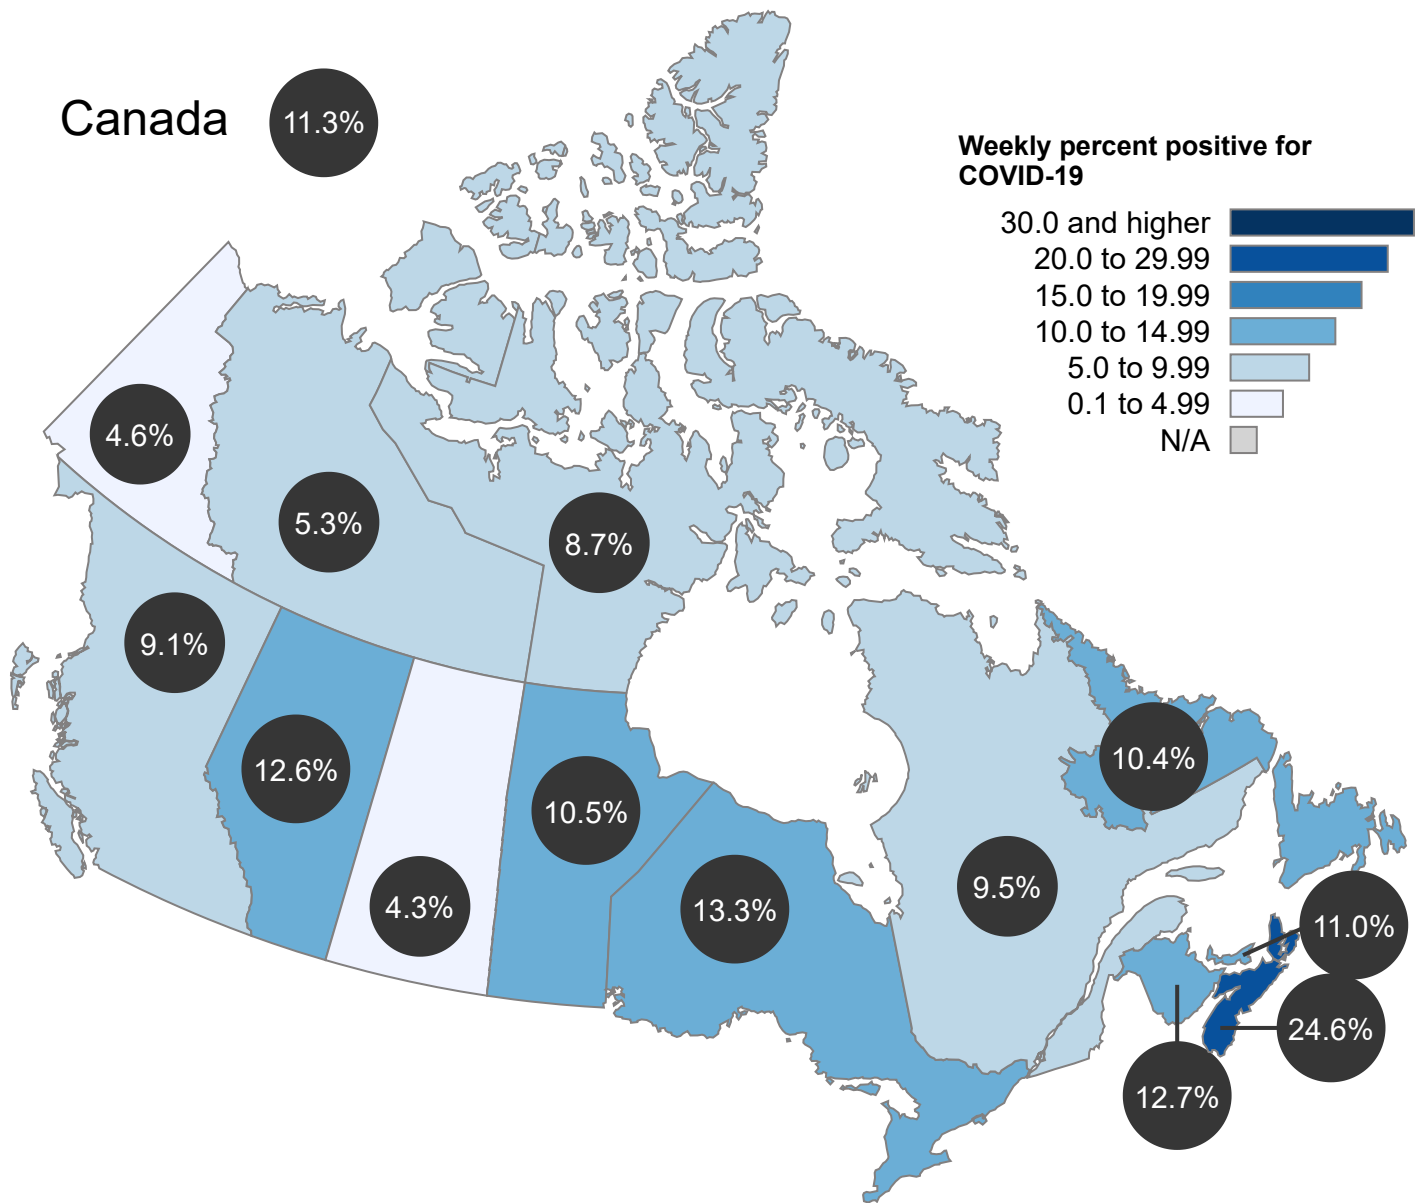 Canada
11.3%
Weekly percent positive for
COVID-19
30.0 and higher
20.0 to 29.99
15.0 to 19.99
10.0 to 14.99
5.0 to 9.99
0.1 to 4.99
N/A
4.6%
5.3%
8.7%
9.1%
12.6%
10.4%
10.5%
4.3%
13.3%
9.5%
11.0%
24.6%
12.7%